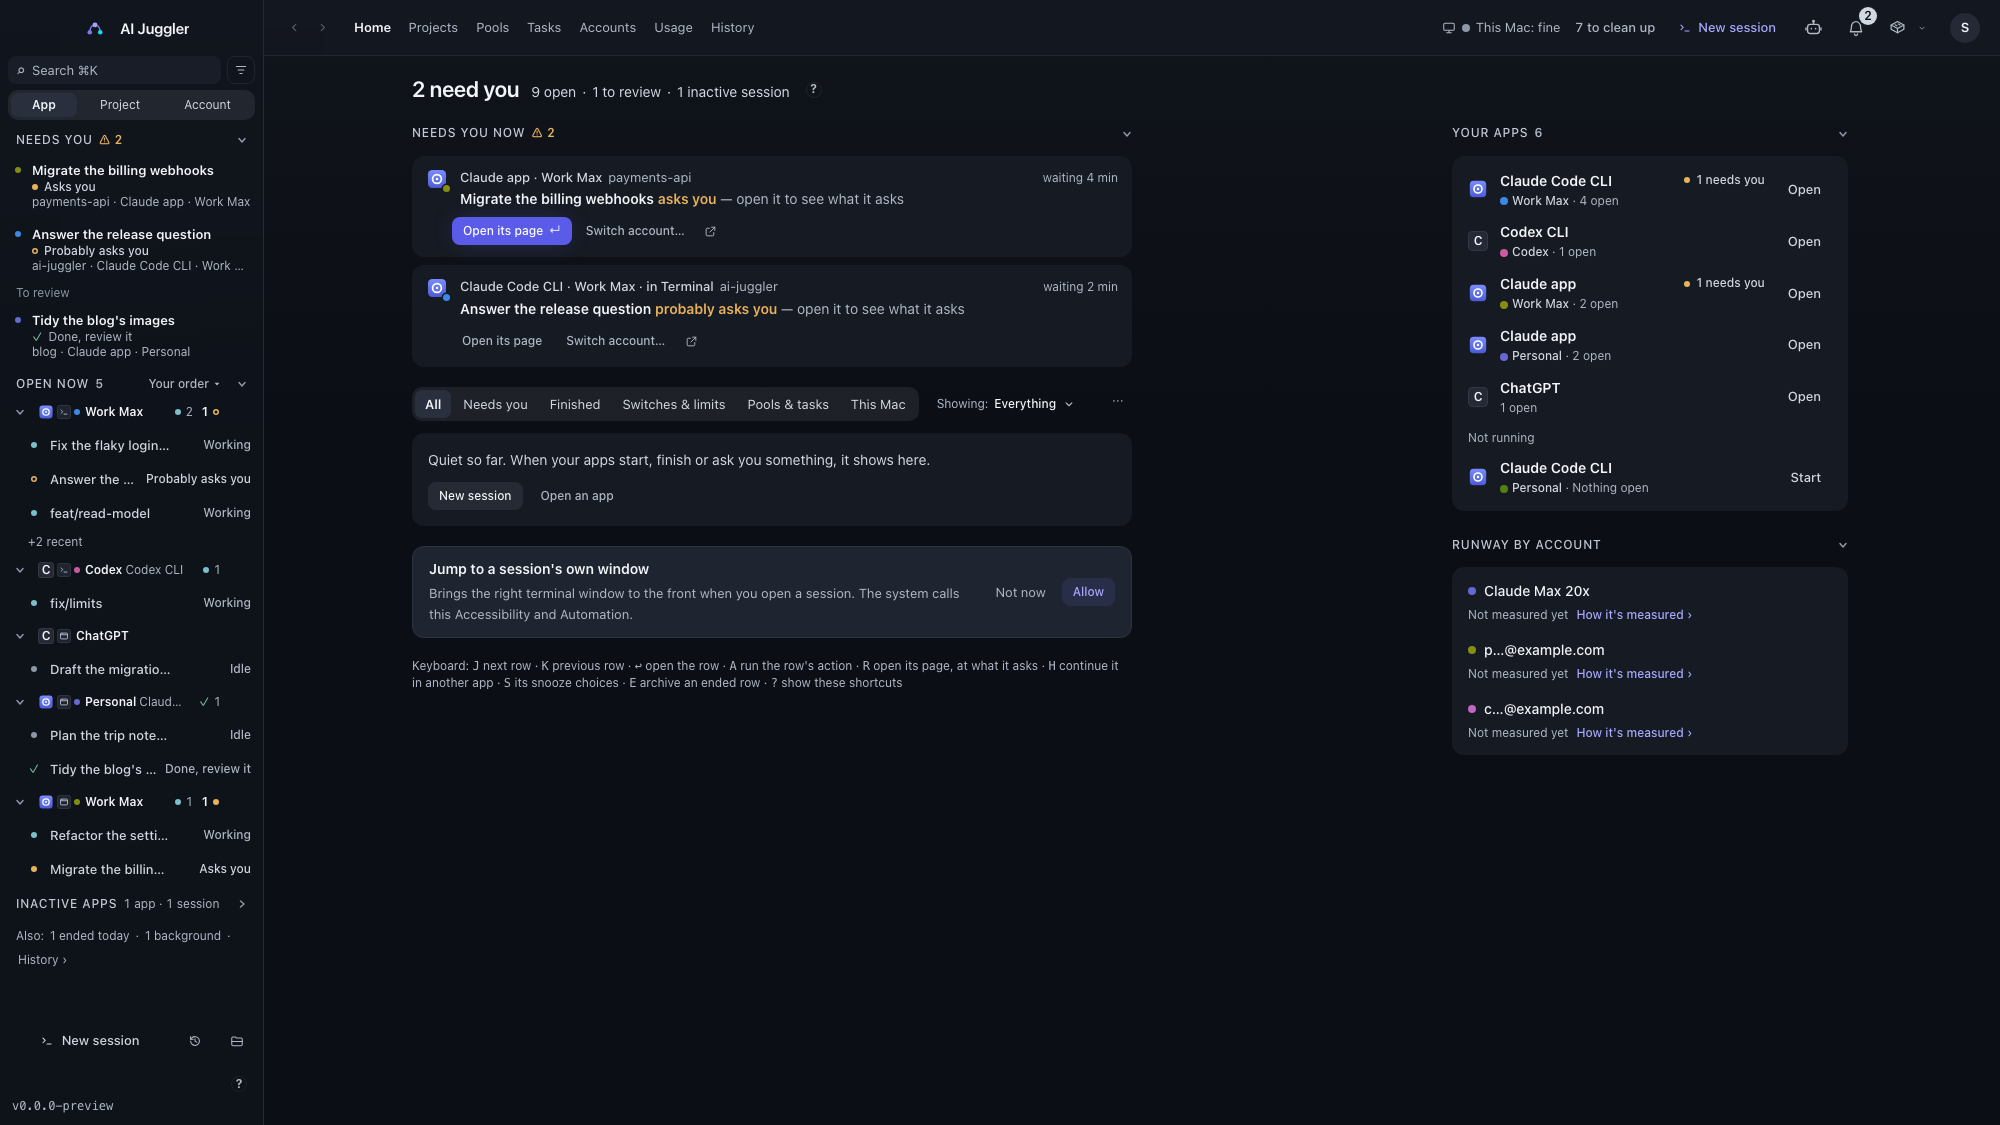 AI Juggler
Search ⌘K
App Project Account
NEEDS YOU 2
Migrate the billing webhooks
Asks you
payments-api · Claude app · Work Max
Answer the release question
Probably asks you
ai-juggler · Claude Code CLI · Work ...
To review
Tidy the blog's images
Done, review it
blog · Claude app · Personal
OPEN NOW 5 Your order
Work Max 2 1
Fix the flaky login... Working
Answer the ... Probably asks you
feat/read-model Working
+2 recent
C Codex Codex CLI 1
fix/limits Working
C ChatGPT
Draft the migratio... Idle
Personal Claud... 1
Plan the trip note... Idle
Tidy the blog's ... Done, review it
Work Max 1 1
Refactor the setti... Working
Migrate the billin... Asks you
INACTIVE APPS 1 app · 1 session
Also: 1 ended today · 1 background ·
History ›
New session
?
v0.0.0-preview
Home Projects Pools Tasks Accounts Usage History
This Mac: fine 7 to clean up New session 2 S
2 need you 9 open · 1 to review · 1 inactive session ?
NEEDS YOU NOW 2
Claude app · Work Max payments-api waiting 4 min
Migrate the billing webhooks asks you — open it to see what it asks
Open its page ↵ Switch account...
Claude Code CLI · Work Max · in Terminal ai-juggler waiting 2 min
Answer the release question probably asks you — open it to see what it asks
Open its page Switch account...
All Needs you Finished Switches & limits Pools & tasks This Mac Showing: Everything ...
Quiet so far. When your apps start, finish or ask you something, it shows here.
New session Open an app
Jump to a session's own window
Brings the right terminal window to the front when you open a session. The system calls
this Accessibility and Automation.
Not now Allow
Keyboard: J next row · K previous row · ↩ open the row · A run the row's action · R open its page, at what it asks · H continue it
in another app · S its snooze choices · E archive an ended row · ? show these shortcuts
YOUR APPS 6
Claude Code CLI 1 needs you Open
Work Max · 4 open
C Codex CLI Open
Codex · 1 open
Claude app 1 needs you Open
Work Max · 2 open
Claude app Open
Personal · 2 open
C ChatGPT Open
1 open
Not running
Claude Code CLI Start
Personal · Nothing open
RUNWAY BY ACCOUNT
Claude Max 20x
Not measured yet How it's measured ›
p...@example.com
Not measured yet How it's measured ›
c...@example.com
Not measured yet How it's measured ›